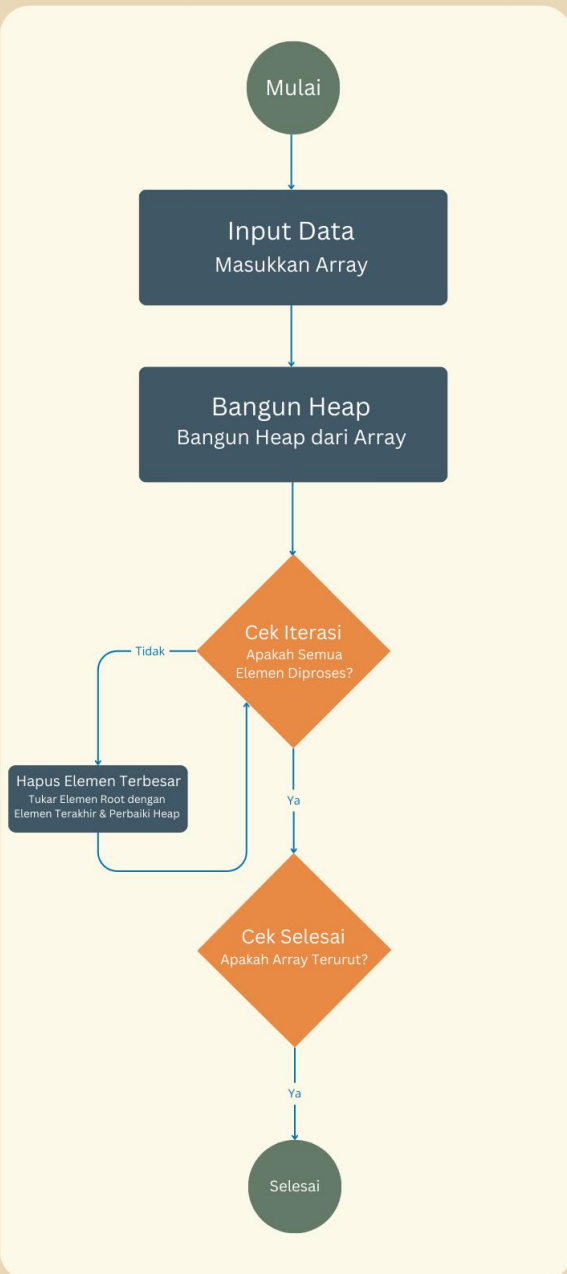 Mulai
Input Data
Masukkan Array
Bangun Heap
Bangun Heap dari Array
Cek Iterasi
Apakah Semua
Elemen Diproses?
Tidak
Hapus Elemen Terbesar
Tukar Elemen Root dengan
Elemen Terakhir & Perbaiki Heap
Ya
Cek Selesai
Apakah Array Terurut?
Ya
Selesai